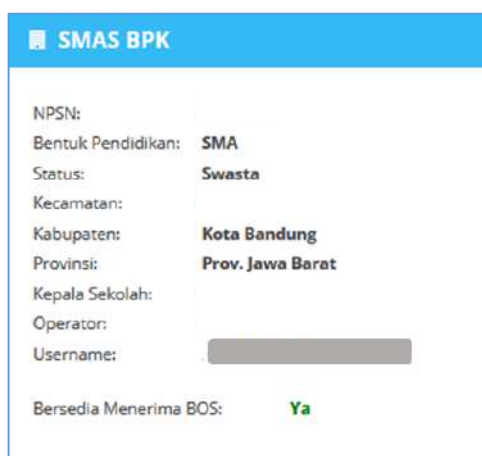 SMAS BPK
NPSN:
Bentuk Pendidikan: SMA
Status: Swasta
Kecamatan:
Kabupaten: Kota Bandung
Provinsi: Prov. Jawa Barat
Kepala Sekolah:
Operator:
Username:
Bersedia Menerima BOS: Ya